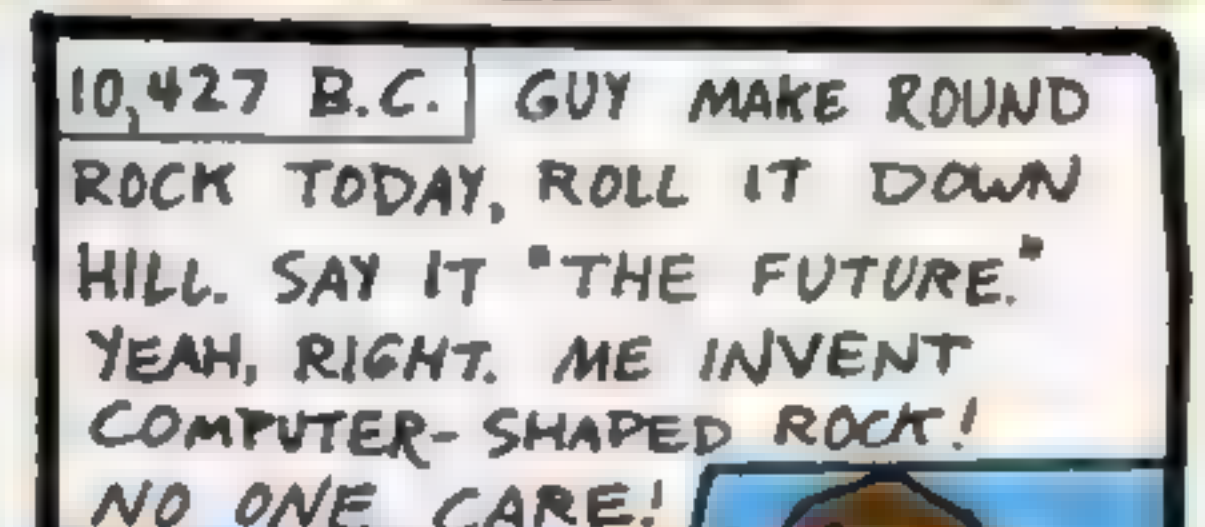 10,427 B.C. GUY MAKE ROUND
ROCK TODAY, ROLL IT DOWN
HILL. SAY IT "THE FUTURE."
YEAH, RIGHT. ME INVENT
COMPUTER-SHAPED ROCK!
NO ONE CARE!